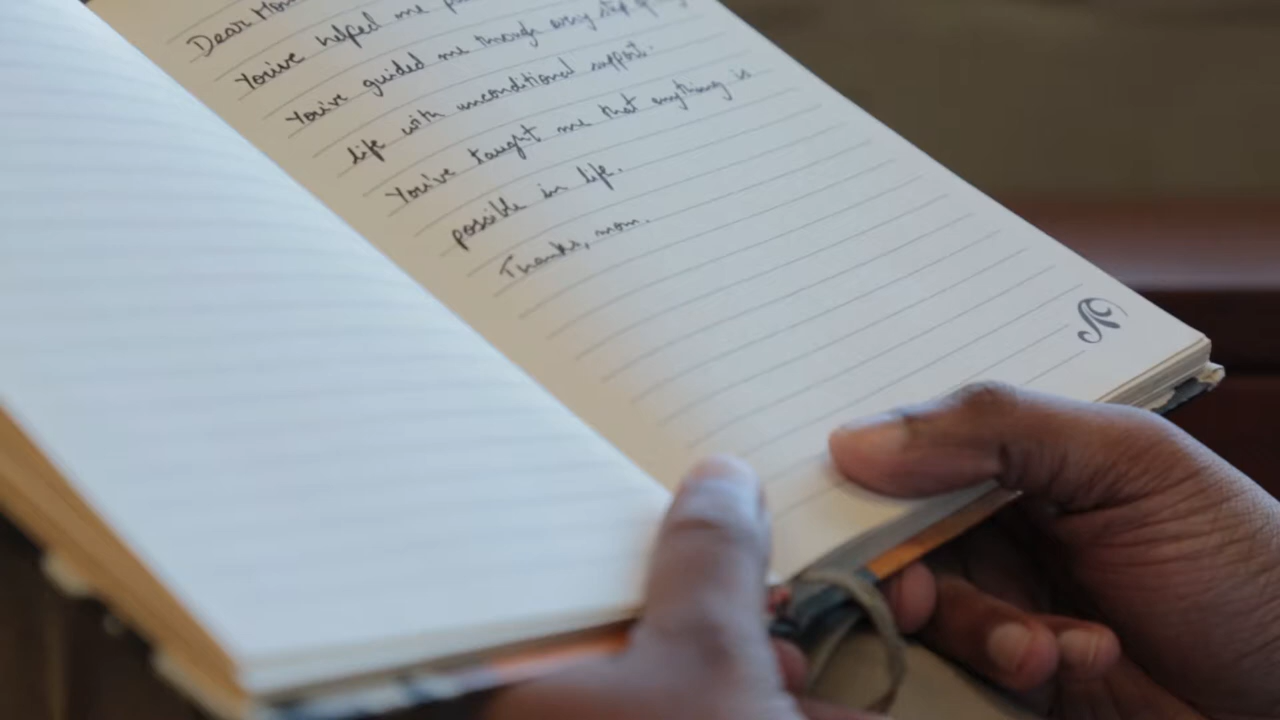 Dear Mom
You've helped me
You've guided me through every step of
life with unconditional support.
You've taught me that anything is
possible in life.
Thanks, mom.